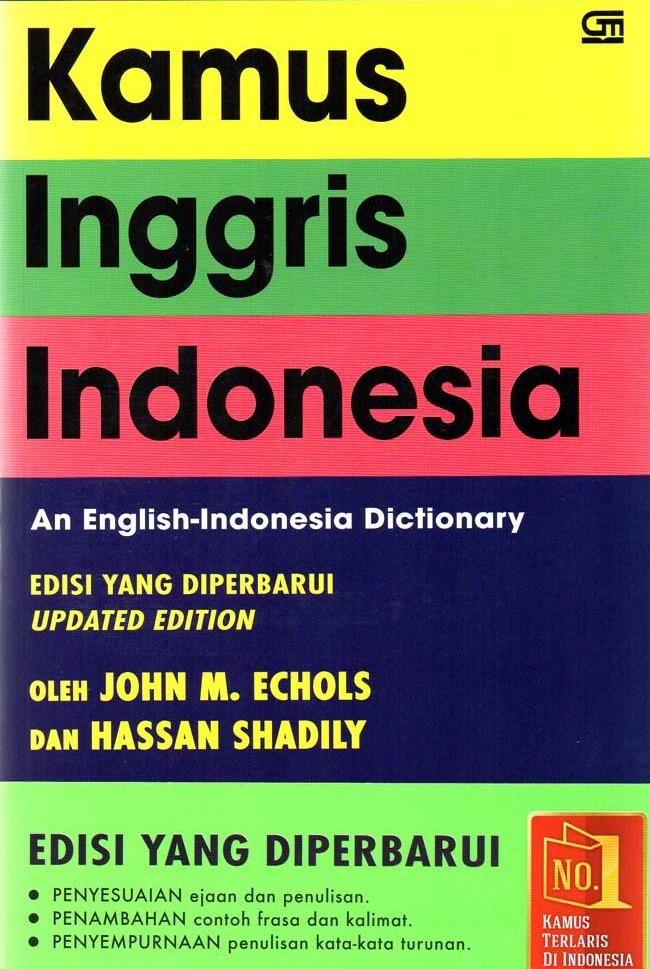 Kamus
Inggris
Indonesia
An English-Indonesia Dictionary
EDISI YANG DIPERBARUI
UPDATED EDITION
OLEH JOHN M. ECHOLS
DAN HASSAN SHADILY
EDISI YANG DIPERBARUI
• PENYESUAIAN ejaan dan penulisan.
• PENAMBAHAN contoh frasa dan kalimat.
• PENYEMPURNAAN penulisan kata-kata turunan.
NO.1
KAMUS
TERLARIS
DI INDONESIA